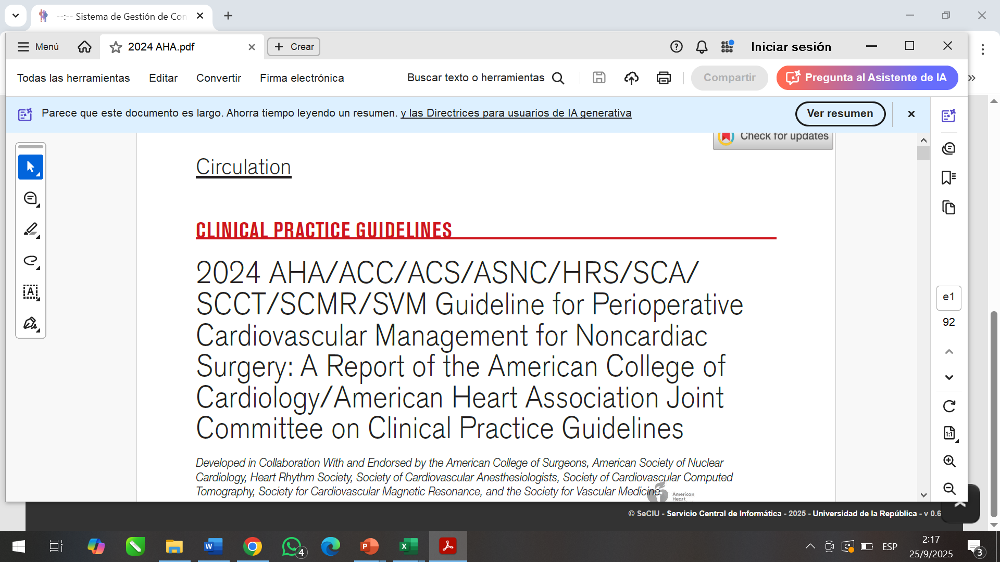 --:-- Sistema de Gestión de Con
Menú
2024 AHA.pdf
Crear
Iniciar sesión
Todas las herramientas
Editar
Convertir
Firma electrónica
Buscar texto o herramientas
Compartir
Pregunta al Asistente de IA
Parece que este documento es largo. Ahorra tiempo leyendo un resumen. y las Directrices para usuarios de IA generativa
Ver resumen
Check for updates
Circulation
CLINICAL PRACTICE GUIDELINES
2024 AHA/ACC/ACS/ASNC/HRS/SCA/
SCCT/SCMR/SVM Guideline for Perioperative
Cardiovascular Management for Noncardiac
Surgery: A Report of the American College of
Cardiology/American Heart Association Joint
Committee on Clinical Practice Guidelines
Developed in Collaboration With and Endorsed by the American College of Surgeons, American Society of Nuclear
Cardiology, Heart Rhythm Society, Society of Cardiovascular Anesthesiologists, Society of Cardiovascular Computed
Tomography, Society for Cardiovascular Magnetic Resonance, and the Society for Vascular Medicine
American
Heart
e1
92
1:1
© SeCIU - Servicio Central de Informática - 2025 - Universidad de la República - v 0.6
4
ESP
2:17
25/9/2025
3